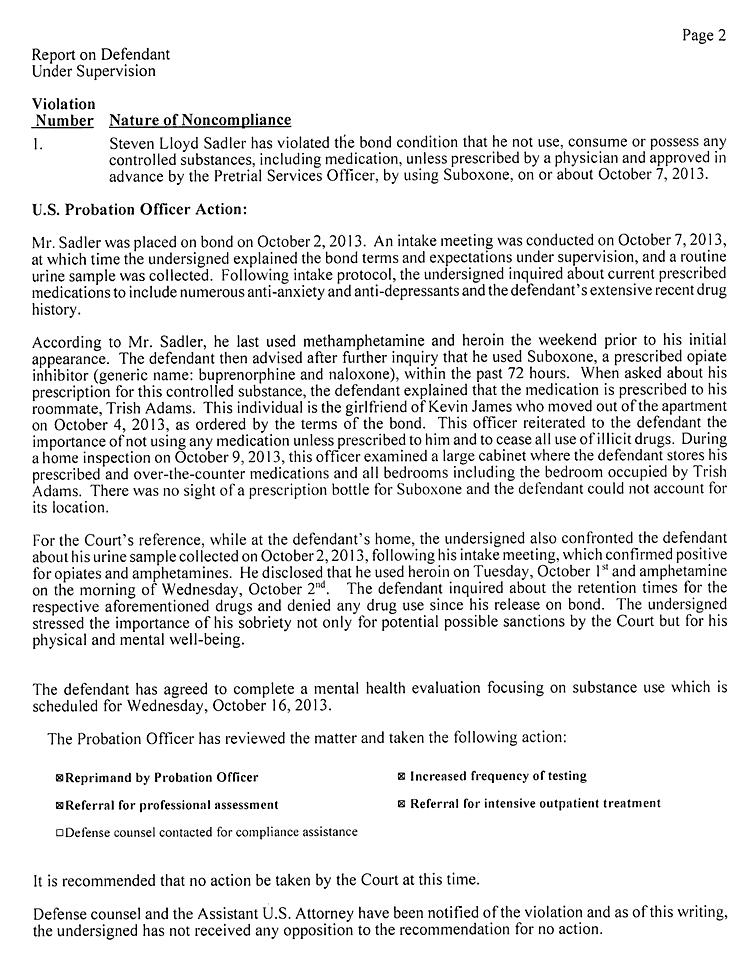 Page 2
Report on Defendant
Under Supervision
Violation
Number Nature of Noncompliance
1. Steven Lloyd Sadler has violated the bond condition that he not use, consume or possess any
controlled substances, including medication, unless prescribed by a physician and approved in
advance by the Pretrial Services Officer, by using Suboxone, on or about October 7, 2013.
U.S. Probation Officer Action:
Mr. Sadler was placed on bond on October 2, 2013. An intake meeting was conducted on October 7, 2013,
at which time the undersigned explained the bond terms and expectations under supervision, and a routine
urine sample was collected. Following intake protocol, the undersigned inquired about current prescribed
medications to include numerous anti-anxiety and anti-depressants and the defendant's extensive recent drug
history.
According to Mr. Sadler, he last used methamphetamine and heroin the weekend prior to his initial
appearance. The defendant then advised after further inquiry that he used Suboxone, a prescribed opiate
inhibitor (generic name: buprenorphine and naloxone), within the past 72 hours. When asked about his
prescription for this controlled substance, the defendant explained that the medication is prescribed to his
roommate, Trish Adams. This individual is the girlfriend of Kevin James who moved out of the apartment
on October 4, 2013, as ordered by the terms of the bond. This officer reiterated to the defendant the
importance of not using any medication unless prescribed to him and to cease all use of illicit drugs. During
a home inspection on October 9, 2013, this officer examined a large cabinet where the defendant stores his
prescribed and over-the-counter medications and all bedrooms including the bedroom occupied by Trish
Adams. There was no sight of a prescription bottle for Suboxone and the defendant could not account for
its location.
For the Court's reference, while at the defendant's home, the undersigned also confronted the defendant
about his urine sample collected on October 2, 2013, following his intake meeting, which confirmed positive
for opiates and amphetamines. He disclosed that he used heroin on Tuesday, October 1st and amphetamine
on the morning of Wednesday, October 2nd. The defendant inquired about the retention times for the
respective aforementioned drugs and denied any drug use since his release on bond. The undersigned
stressed the importance of his sobriety not only for potential possible sanctions by the Court but for his
physical and mental well-being.
The defendant has agreed to complete a mental health evaluation focusing on substance use which is
scheduled for Wednesday, October 16, 2013.
The Probation Officer has reviewed the matter and taken the following action:
☒Reprimand by Probation Officer ☒ Increased frequency of testing
☒Referral for professional assessment ☒ Referral for intensive outpatient treatment
☐Defense counsel contacted for compliance assistance
It is recommended that no action be taken by the Court at this time.
Defense counsel and the Assistant U.S. Attorney have been notified of the violation and as of this writing,
the undersigned has not received any opposition to the recommendation for no action.